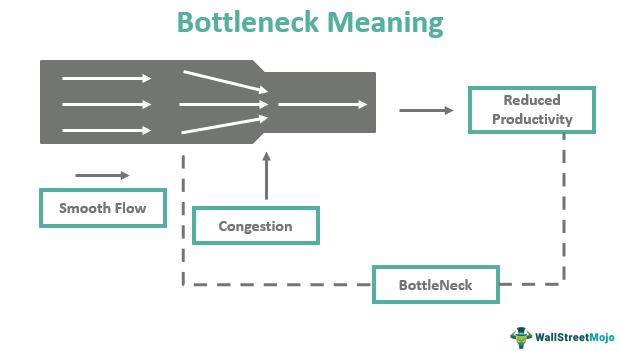 Bottleneck Meaning
Reduced
Productivity
Smooth Flow
Congestion
BottleNeck
WallStreetMojo